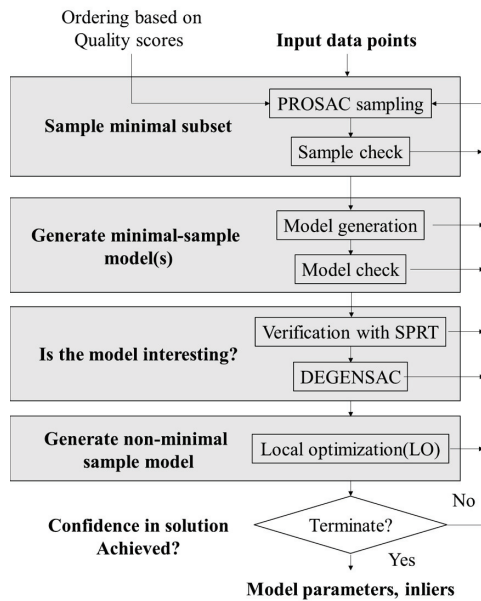 Ordering based on
Quality scores
Input data points
Sample minimal subset
PROSAC sampling
Sample check
Generate minimal-sample
model(s)
Model generation
Model check
Is the model interesting?
Verification with SPRT
DEGENSAC
Generate non-minimal
sample model
Local optimization(LO)
Confidence in solution
Achieved?
Terminate?
No
Yes
Model parameters, inliers